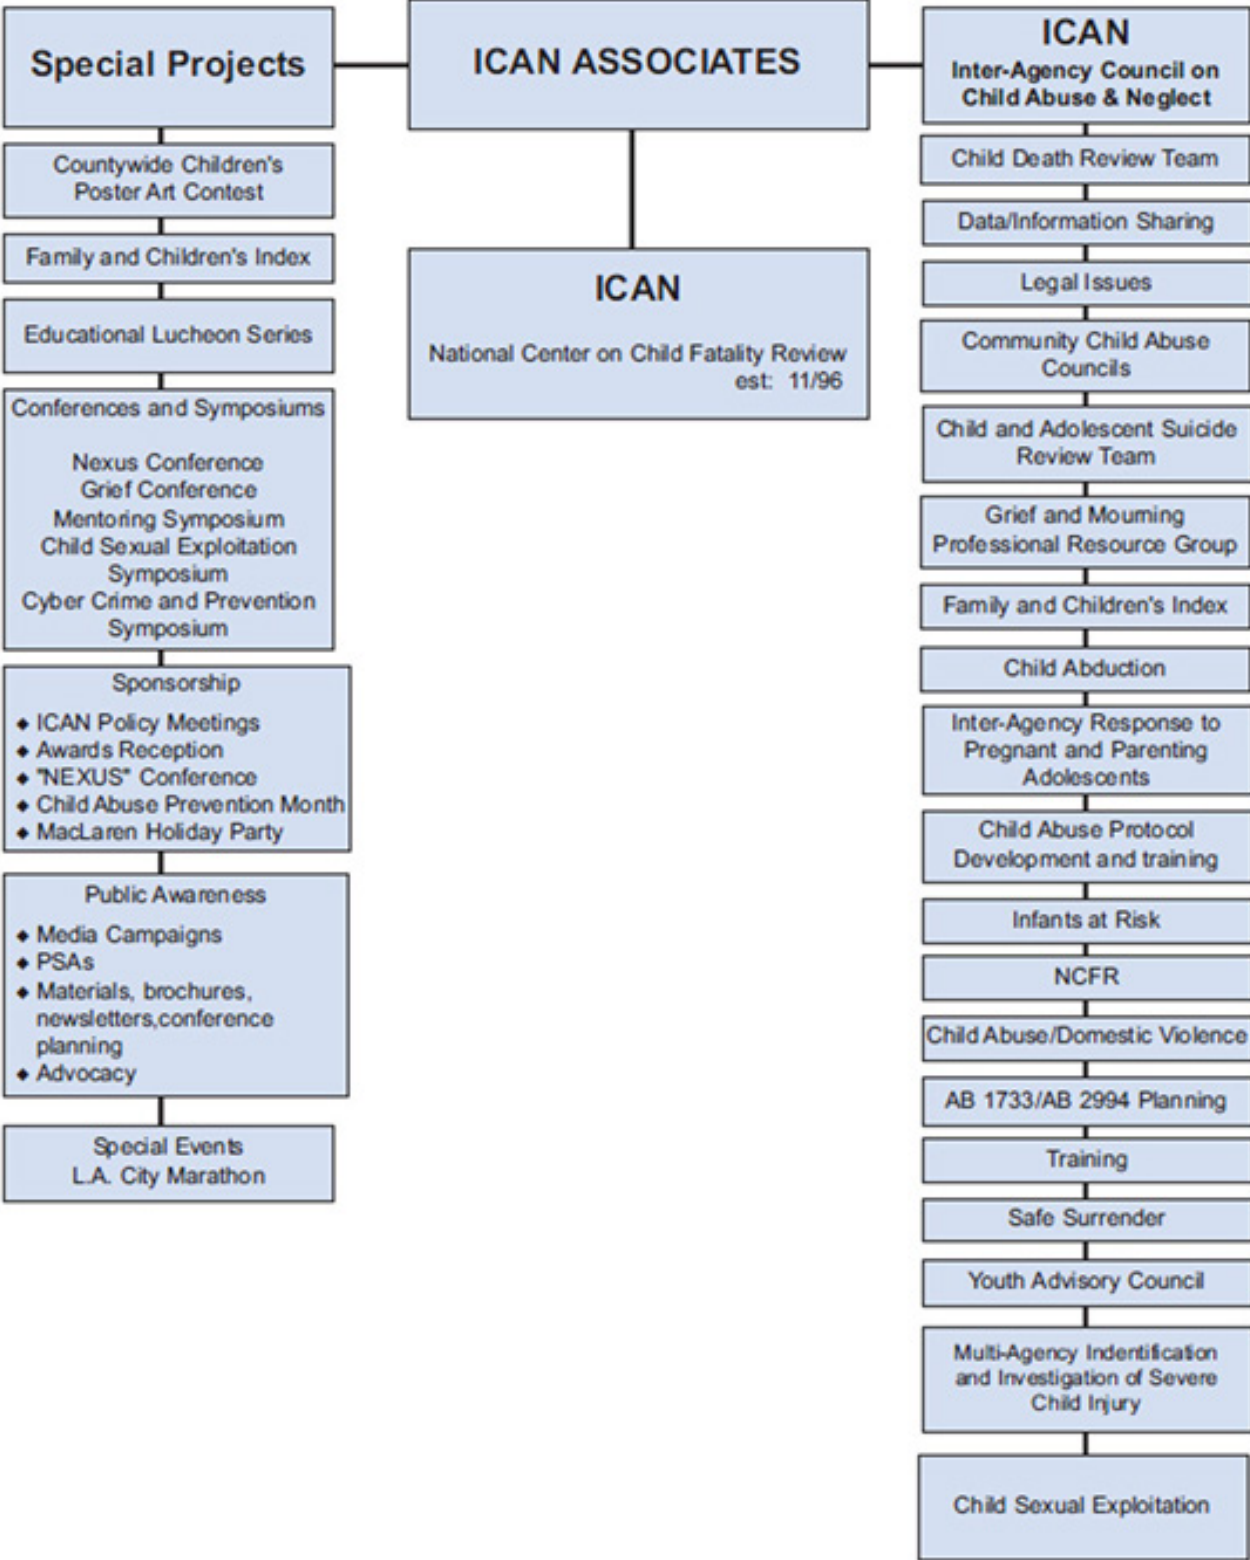 Special Projects
Countywide Children's
Poster Art Contest
Family and Children's Index
Educational Lucheon Series
Conferences and Symposiums
Nexus Conference
Grief Conference
Mentoring Symposium
Child Sexual Exploitation
Symposium
Cyber Crime and Prevention
Symposium
Sponsorship
◆ ICAN Policy Meetings
◆ Awards Reception
◆ "NEXUS" Conference
◆ Child Abuse Prevention Month
◆ MacLaren Holiday Party
Public Awareness
◆ Media Campaigns
◆ PSAs
◆ Materials, brochures,
newsletters,conference
planning
◆ Advocacy
Special Events
L.A. City Marathon
ICAN ASSOCIATES
ICAN
National Center on Child Fatality Review
est: 11/96
ICAN
Inter-Agency Council on
Child Abuse & Neglect
Child Death Review Team
Data/Information Sharing
Legal Issues
Community Child Abuse
Councils
Child and Adolescent Suicide
Review Team
Grief and Mourning
Professional Resource Group
Family and Children's Index
Child Abduction
Inter-Agency Response to
Pregnant and Parenting
Adolescents
Child Abuse Protocol
Development and training
Infants at Risk
NCFR
Child Abuse/Domestic Violence
AB 1733/AB 2994 Planning
Training
Safe Surrender
Youth Advisory Council
Multi-Agency Indentification
and Investigation of Severe
Child Injury
Child Sexual Exploitation